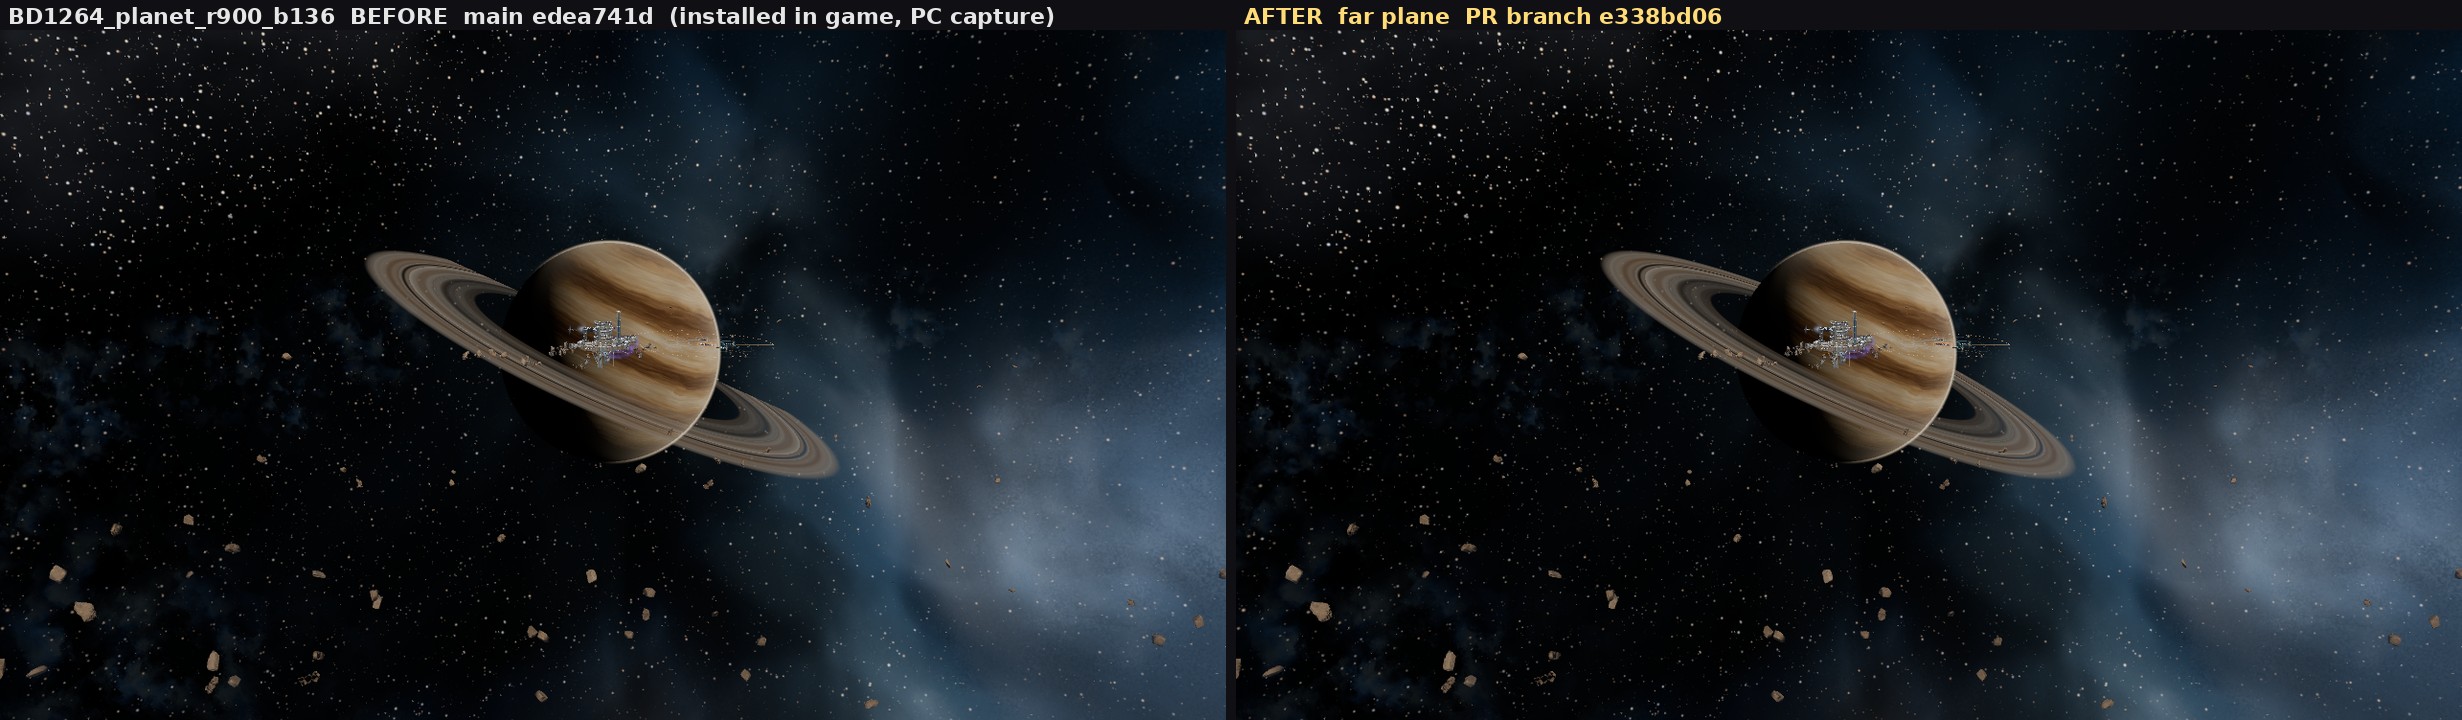 BD1264_planet_r900_b136 BEFORE main edea741d (installed in game, PC capture)
AFTER far plane PR branch e338bd06